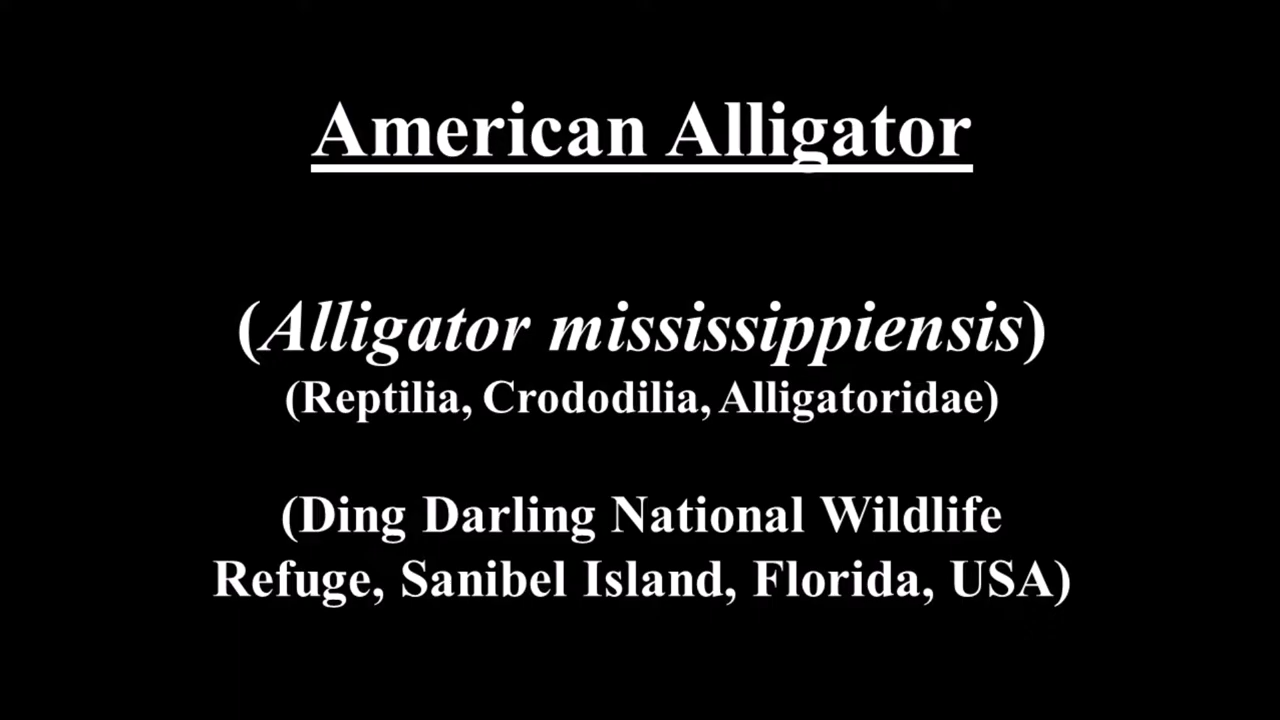 American Alligator
(Alligator mississippiensis)
(Reptilia, Crododilia, Alligatoridae)
(Ding Darling National Wildlife
Refuge, Sanibel Island, Florida, USA)